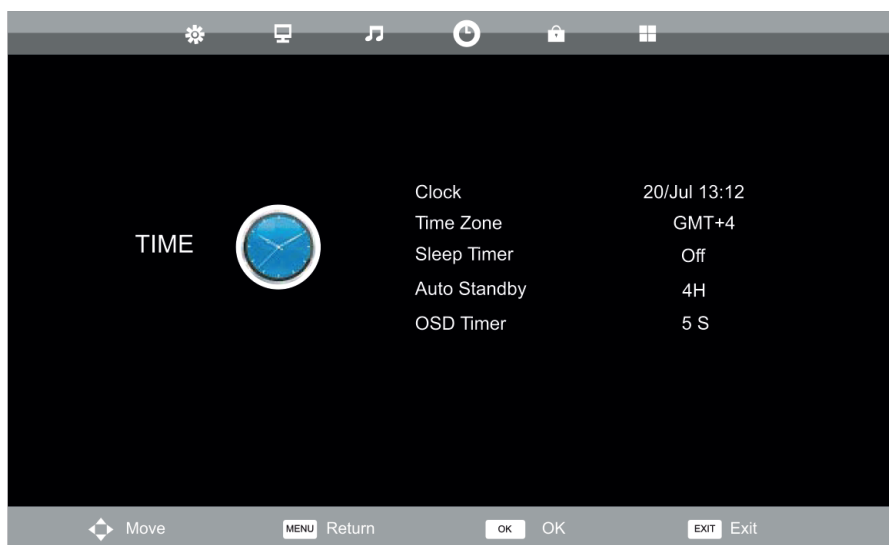 Clock 20/Jul 13:12
Time Zone GMT+4
TIME
Sleep Timer Off
Auto Standby 4H
OSD Timer 5 S
Move MENU Return OK OK EXIT Exit